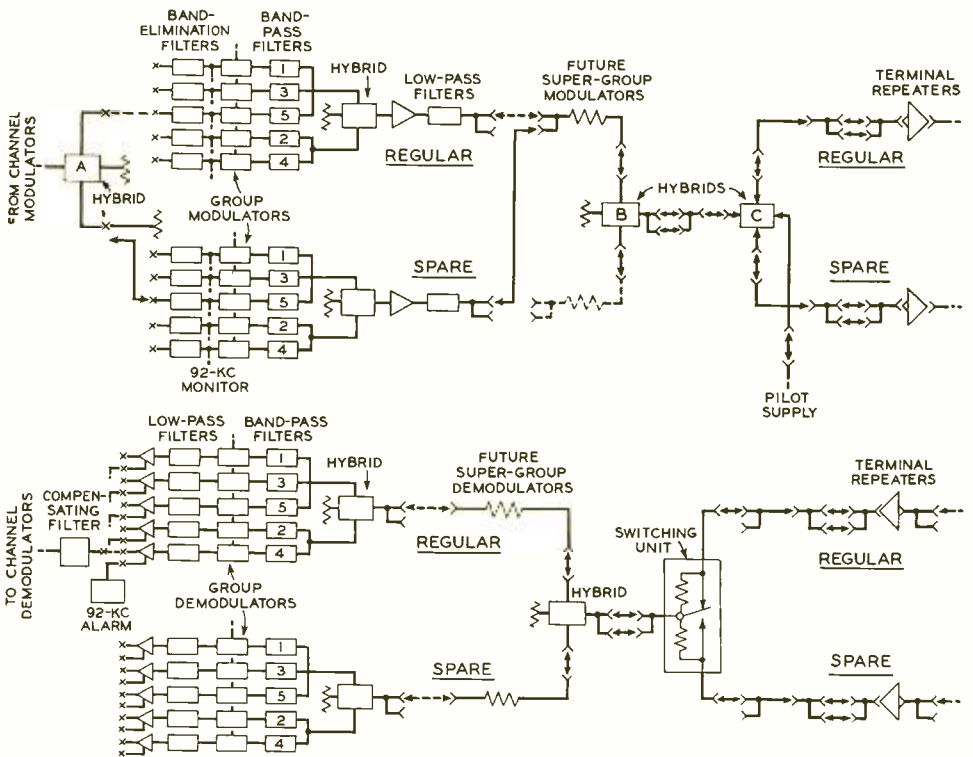 BAND-
ELIMINATION
FILTERS
BAND-
PASS
FILTERS
HYBRID
LOW-PASS
FILTERS
FUTURE
SUPER-GROUP
MODULATORS
TERMINAL
REPEATERS
1
3
5
2
4
REGULAR
REGULAR
FROM CHANNEL
MODULATORS
A
HYBRID
GROUP
MODULATORS
HYBRIDS
B
C
1
3
5
2
4
SPARE
SPARE
92-KC
MONITOR
PILOT
SUPPLY
LOW-PASS
FILTERS
BAND-PASS
FILTERS
HYBRID
FUTURE
SUPER-GROUP
DEMODULATORS
TERMINAL
REPEATERS
1
3
5
2
4
COMPEN-
SATING
FILTER
TO CHANNEL
DEMODULATORS
REGULAR
SWITCHING
UNIT
REGULAR
92-KC
ALARM
GROUP
DEMODULATORS
HYBRID
1
3
5
2
4
SPARE
SPARE